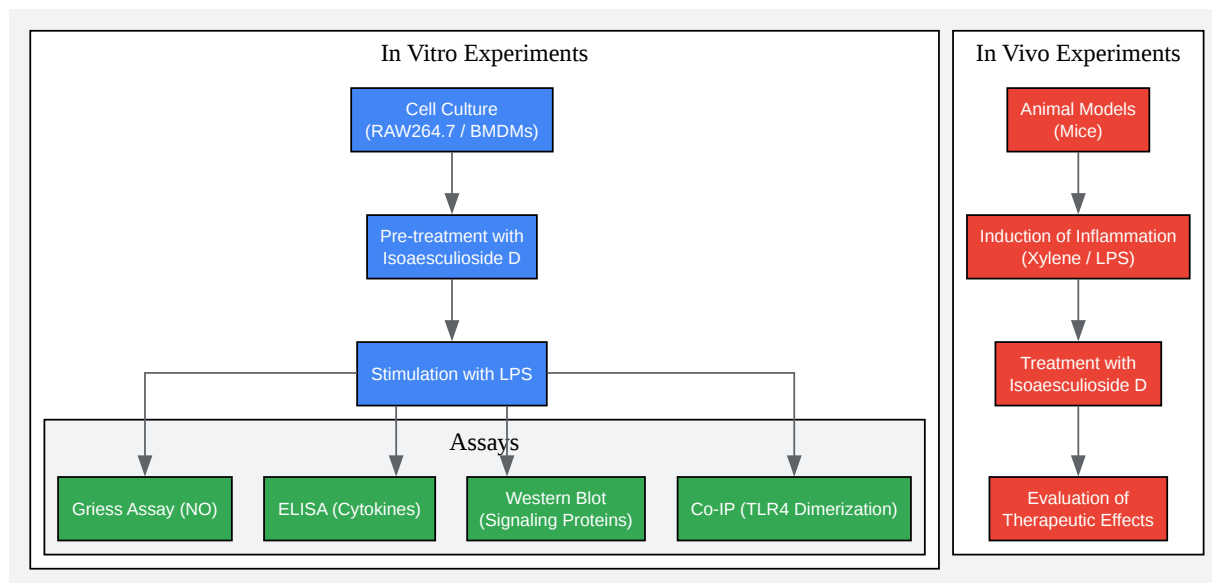 In Vitro Experiments
Cell Culture
(RAW264.7 / BMDMs)
Pre-treatment with
Isoaesculioside D
Stimulation with LPS
Assays
Griess Assay (NO)
ELISA (Cytokines)
Western Blot
(Signaling Proteins)
Co-IP (TLR4 Dimerization)
In Vivo Experiments
Animal Models
(Mice)
Induction of Inflammation
(Xylene / LPS)
Treatment with
Isoaesculioside D
Evaluation of
Therapeutic Effects